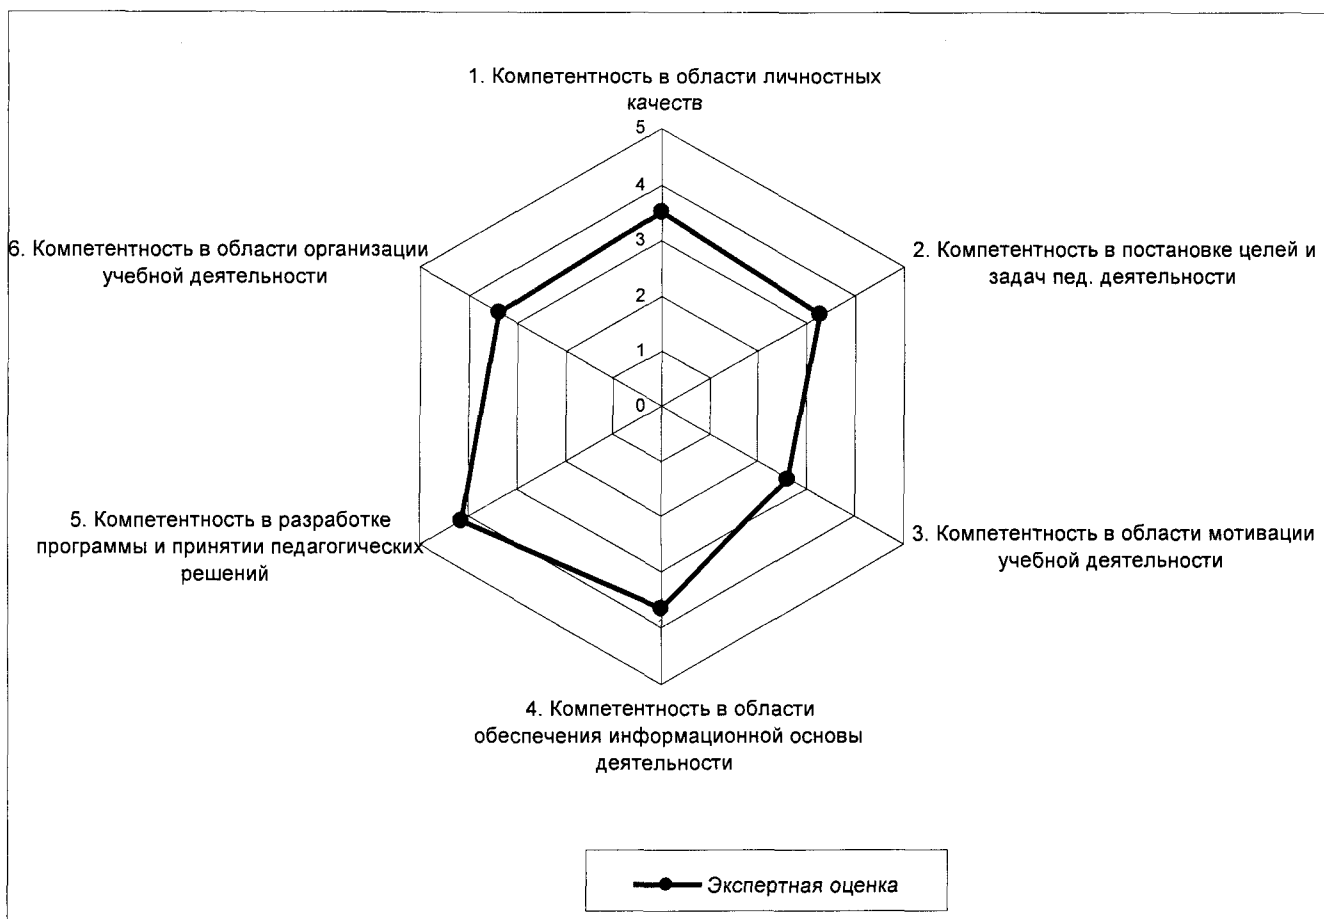 1. Компетентность в области личностных
качеств
5
4
3
2
1
0
2. Компетентность в постановке целей и
задач пед. деятельности
3. Компетентность в области мотивации
учебной деятельности
4. Компетентность в области
обеспечения информационной основы
деятельности
5. Компетентность в разработке
программы и принятии педагогических
решений
6. Компетентность в области организации
учебной деятельности
Экспертная оценка